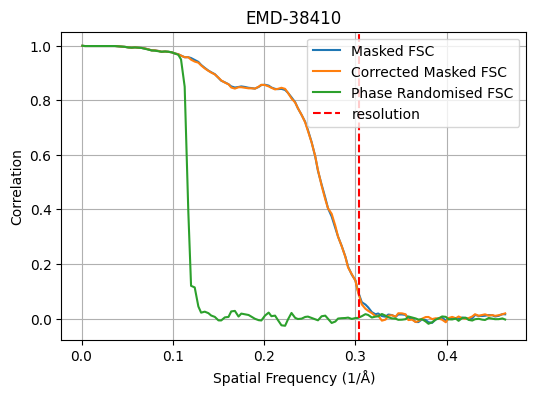 EMD-38410
Masked FSC
Corrected Masked FSC
Phase Randomised FSC
resolution
1.0
0.8
0.6
0.4
0.2
0.0
Correlation
0.0 0.1 0.2 0.3 0.4
Spatial Frequency (1/Å)